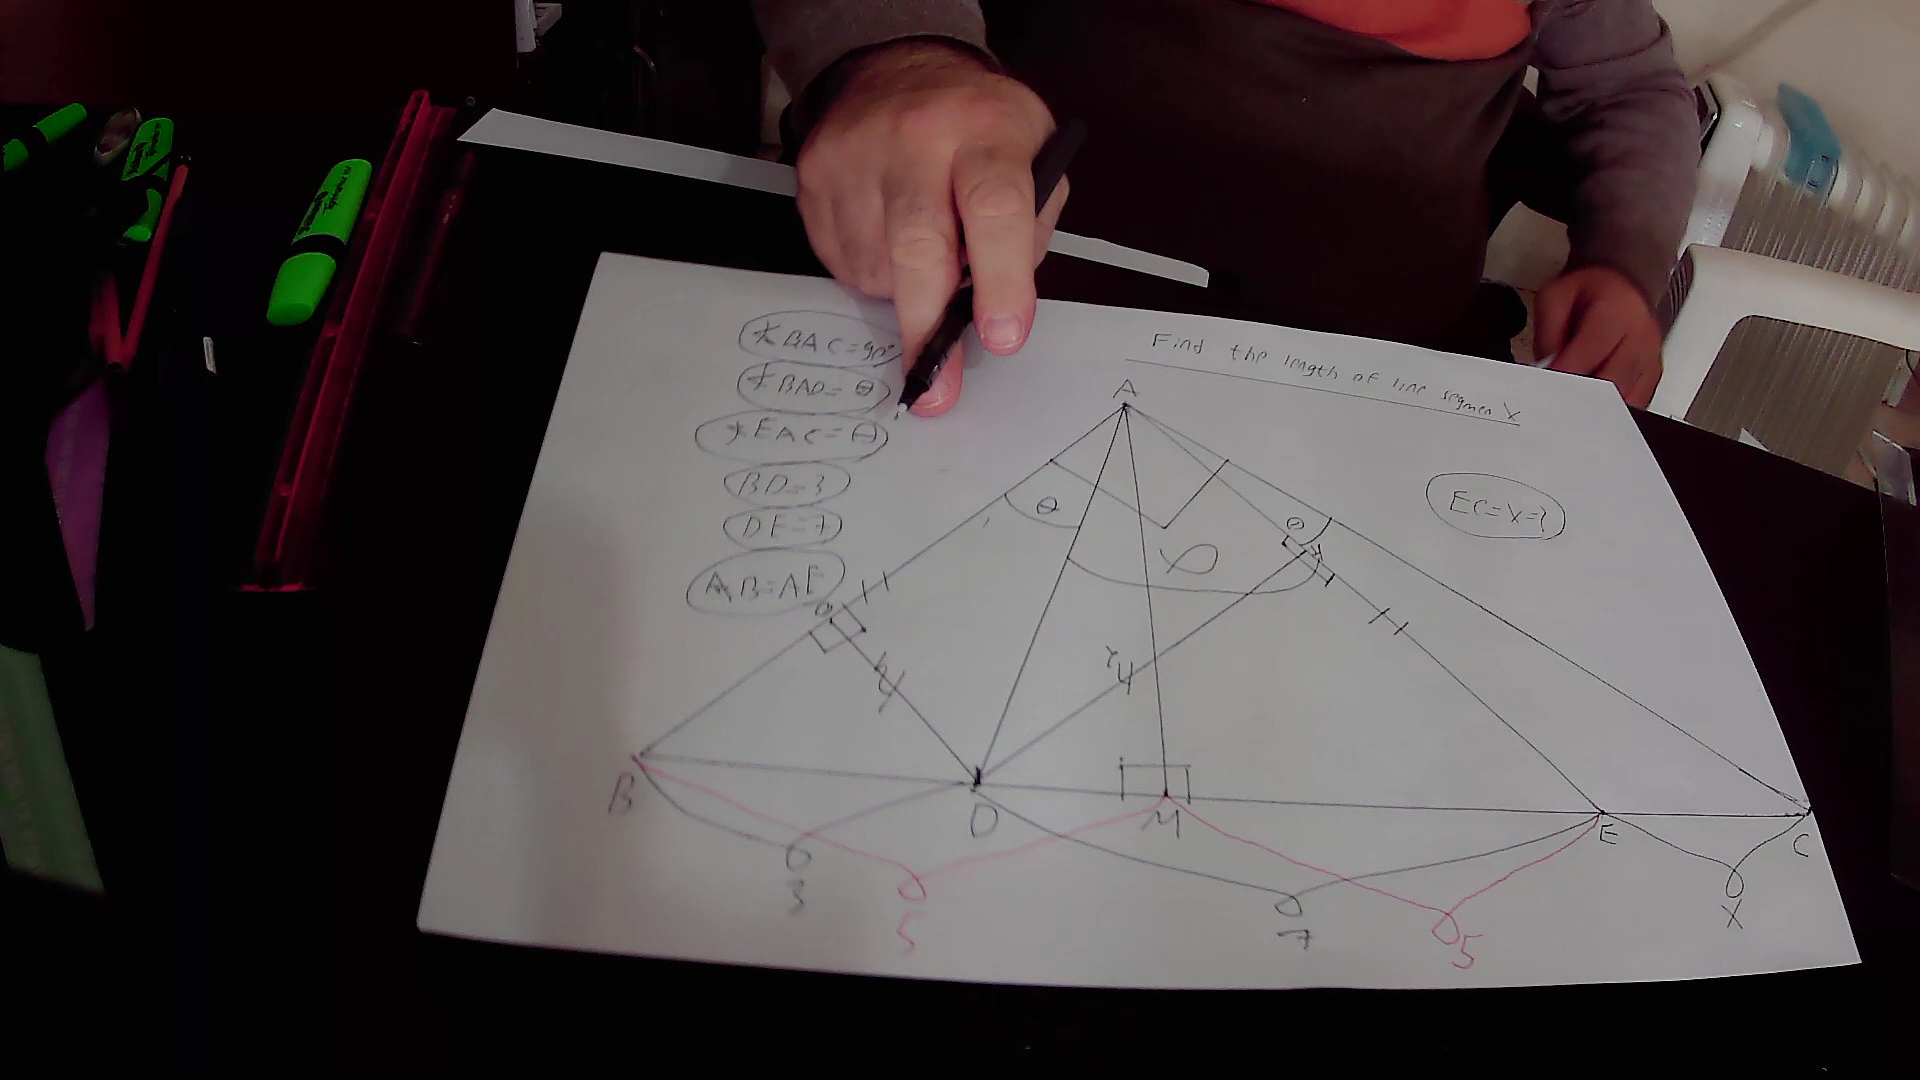 ∡BAC=90°
∡BAD=θ
∡EAC=θ
BD=3
DE=7
AB=AE
Find the length of line segmen X
EC=X=?
A
θ
θ
B
D
M
E
C
3
5
7
5
X